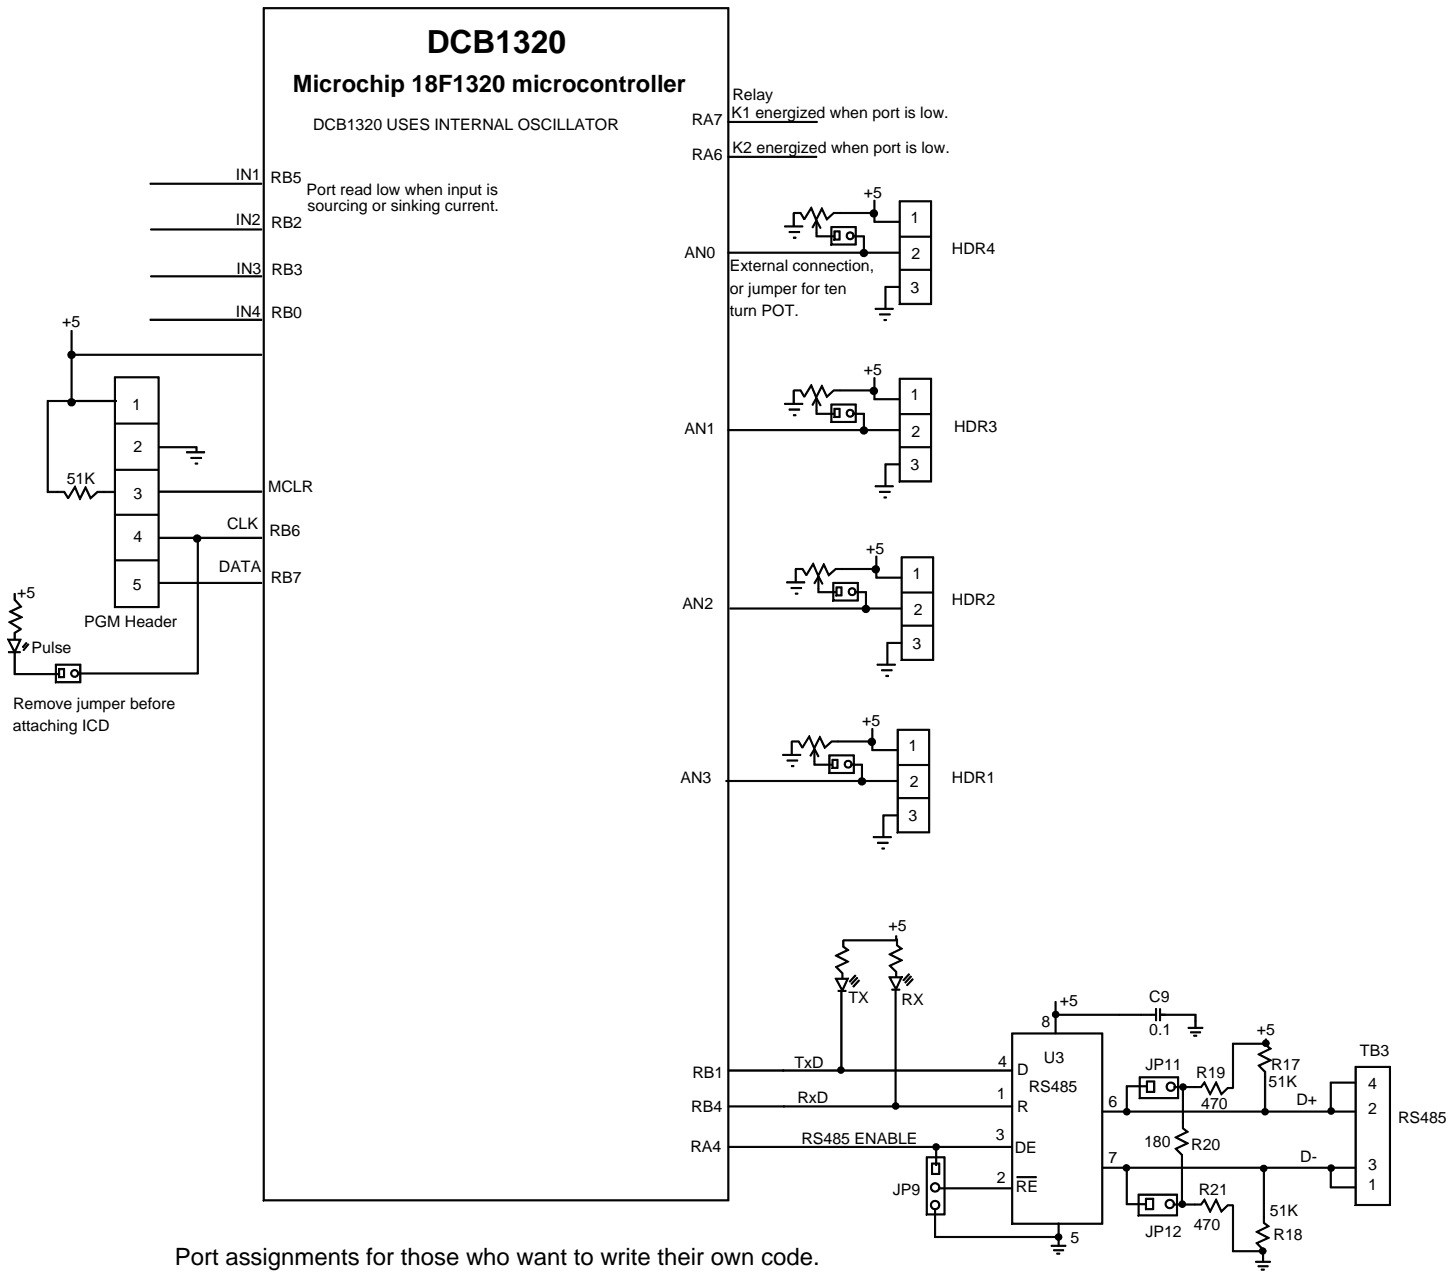 DCB1320
Microchip 18F1320 microcontroller
DCB1320 USES INTERNAL OSCILLATOR
Relay
RA7 K1 energized when port is low.
RA6 K2 energized when port is low.
IN1 RB5
Port read low when input is
sourcing or sinking current.
IN2 RB2
IN3 RB3
IN4 RB0
+5
1
2
51K
3
MCLR
4
CLK
RB6
5
DATA
RB7
PGM Header
+5
Pulse
Remove jumper before
attaching ICD
+5
1
AN0
2
HDR4
3
External connection,
or jumper for ten
turn POT.
+5
1
AN1
2
HDR3
3
+5
1
AN2
2
HDR2
3
+5
1
AN3
2
HDR1
3
+5
TX
RX
RB1
TxD
4
D
RB4
RxD
1
R
RA4
RS485 ENABLE
3
DE
JP9
2
RE
U3
RS485
8
+5
C9
0.1
5
6
7
JP11
R19
470
+5
R17
51K
180
R20
JP12
R21
470
51K
R18
D+
D-
TB3
4
2
3
1
RS485
Port assignments for those who want to write their own code.